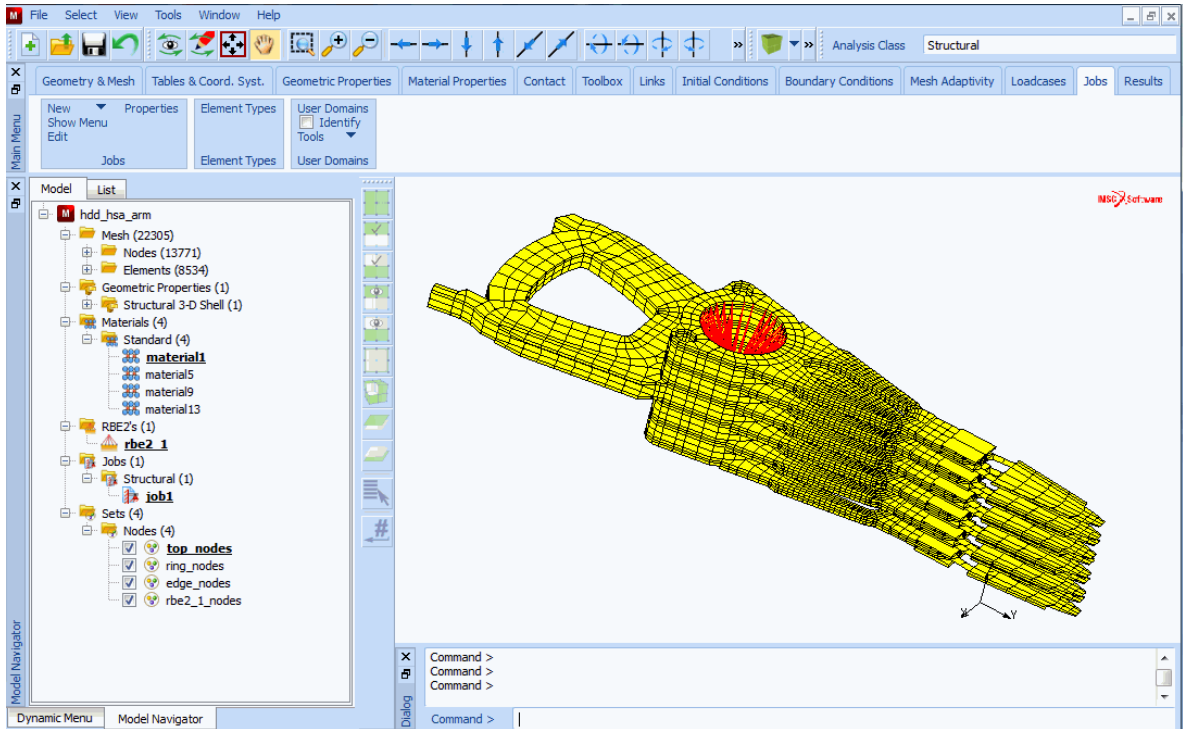 File Select View Tools Window Help
» » Analysis Class Structural
Geometry & Mesh Tables & Coord. Syst. Geometric Properties Material Properties Contact Toolbox Links Initial Conditions Boundary Conditions Mesh Adaptivity Loadcases Jobs Results
Main Menu
New Properties
Show Menu
Edit
Jobs
Element Types
Element Types
User Domains
Identify
Tools
User Domains
Model List
hdd_hsa_arm
Mesh (22305)
Nodes (13771)
Elements (8534)
Geometric Properties (1)
Structural 3-D Shell (1)
Materials (4)
Standard (4)
material1
material5
material9
material13
RBE2's (1)
rbe2_1
Jobs (1)
Structural (1)
job1
Sets (4)
Nodes (4)
top_nodes
ring_nodes
edge_nodes
rbe2_1_nodes
Model Navigator
Dynamic Menu Model Navigator
#
MSC Software
X Y
Command >
Command >
Command >
Dialog
Command >